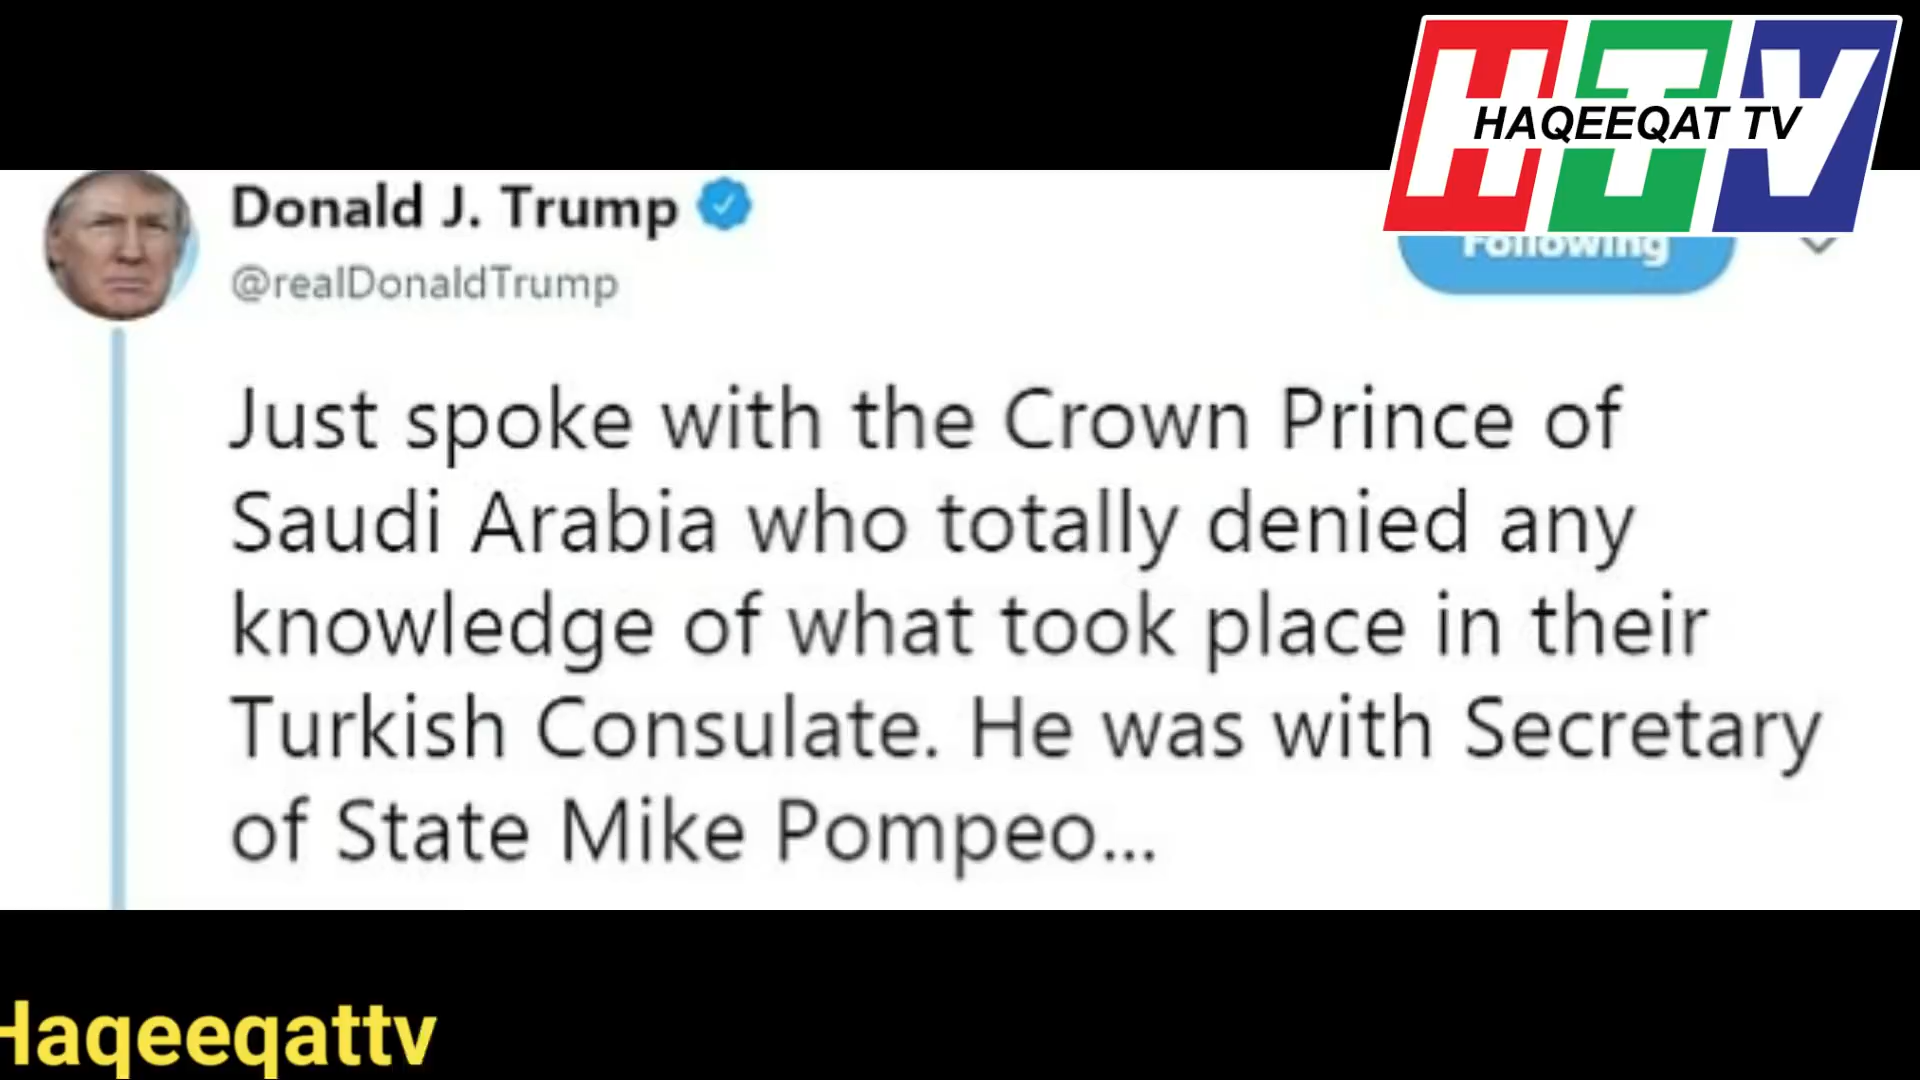 HTV
HAQEEQAT TV
Donald J. Trump
@realDonaldTrump
Following
Just spoke with the Crown Prince of
Saudi Arabia who totally denied any
knowledge of what took place in their
Turkish Consulate. He was with Secretary
of State Mike Pompeo...
Haqeeqattv